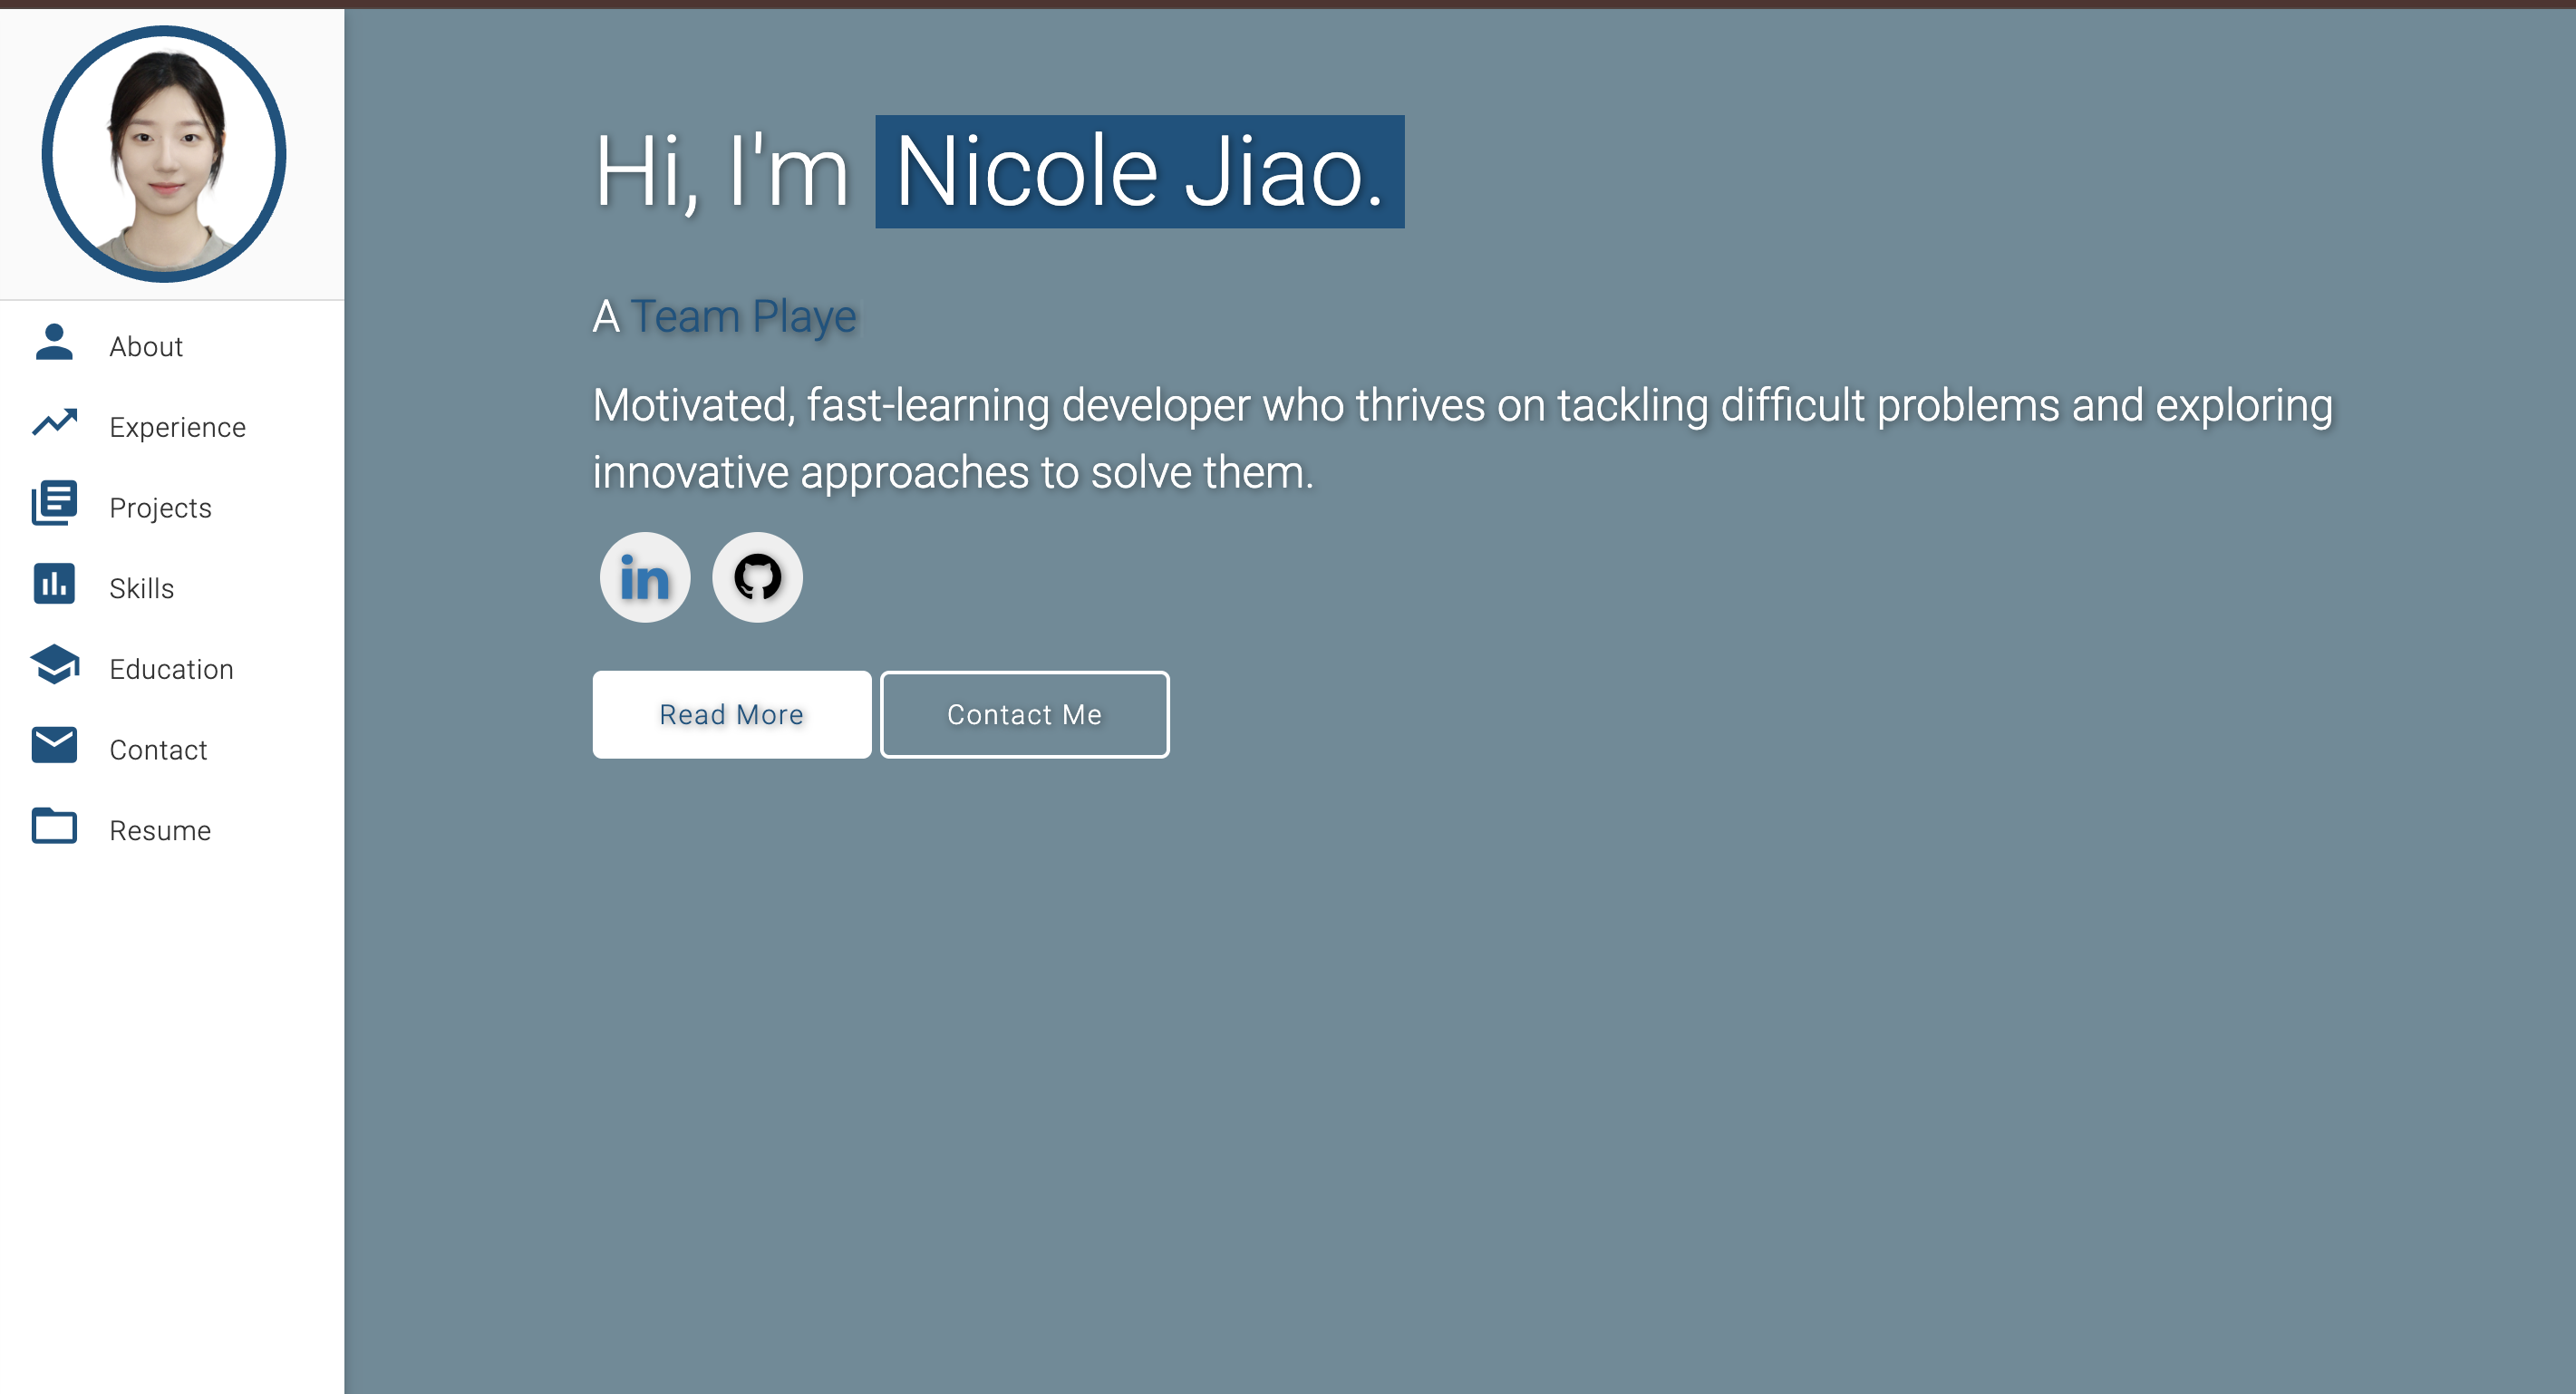 About
Experience
Projects
Skills
Education
Contact
Resume
Hi, I'm Nicole Jiao.
A Team Playe
Motivated, fast-learning developer who thrives on tackling difficult problems and exploring
innovative approaches to solve them.
in
Read More
Contact Me